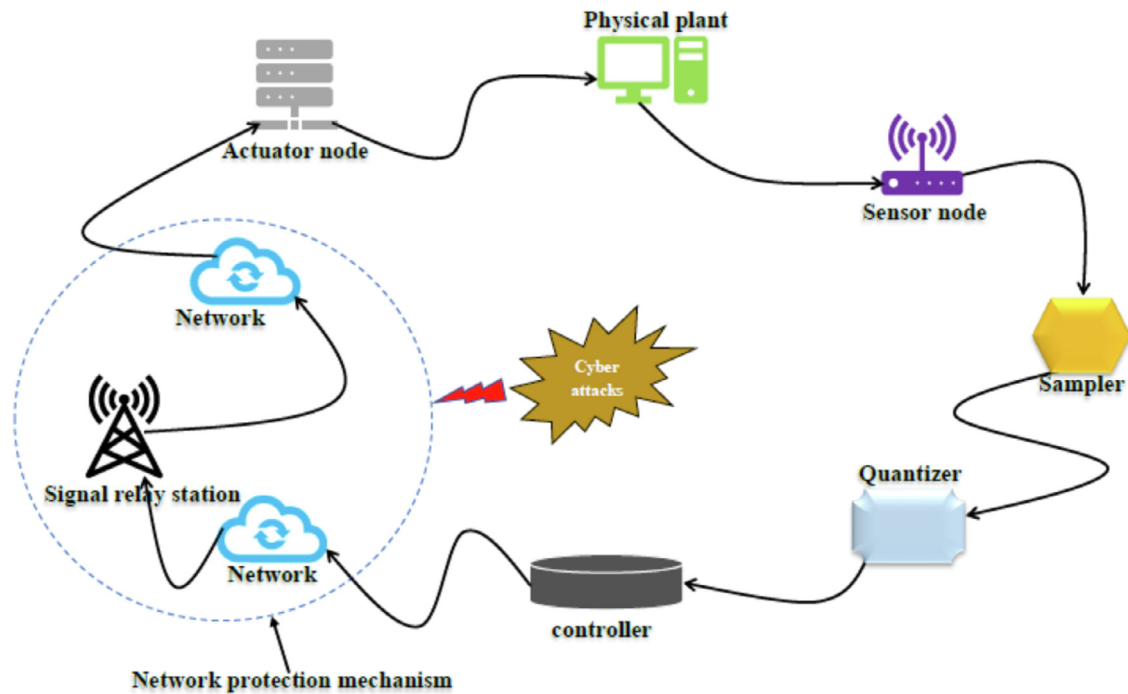 Physical plant
Actuator node
Sensor node
Network
Cyber
attacks
Sampler
Signal relay station
Quantizer
Network
controller
Network protection mechanism